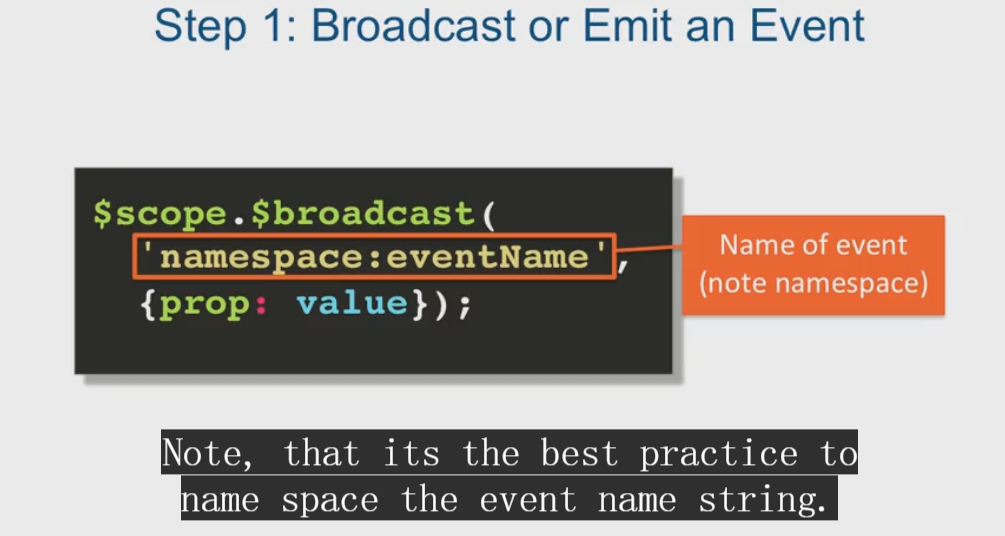 Step 1: Broadcast or Emit an Event
$scope.$broadcast(
'namespace:eventName',
{prop: value});
Name of event
(note namespace)
Note, that its the best practice to
name space the event name string.